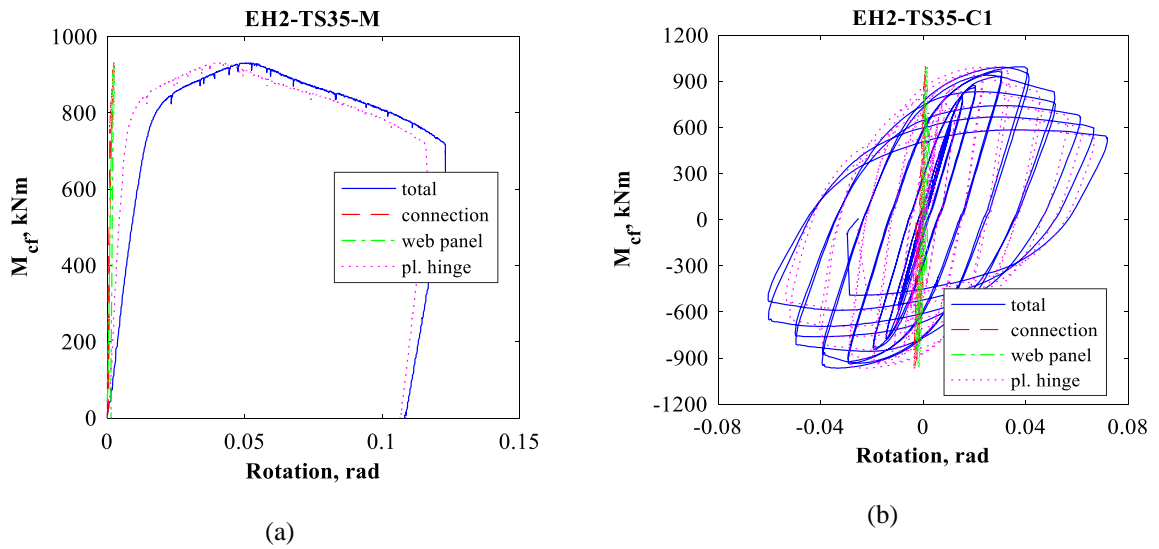 EH2-TS35-M
1000
800
600
400
200
0
M_cf, kNm
0
0.05
0.1
0.15
Rotation, rad
total
connection
web panel
pl. hinge
(a)
EH2-TS35-C1
1200
900
600
300
0
-300
-600
-900
-1200
M_cf, kNm
-0.08
-0.04
0
0.04
0.08
Rotation, rad
total
connection
web panel
pl. hinge
(b)